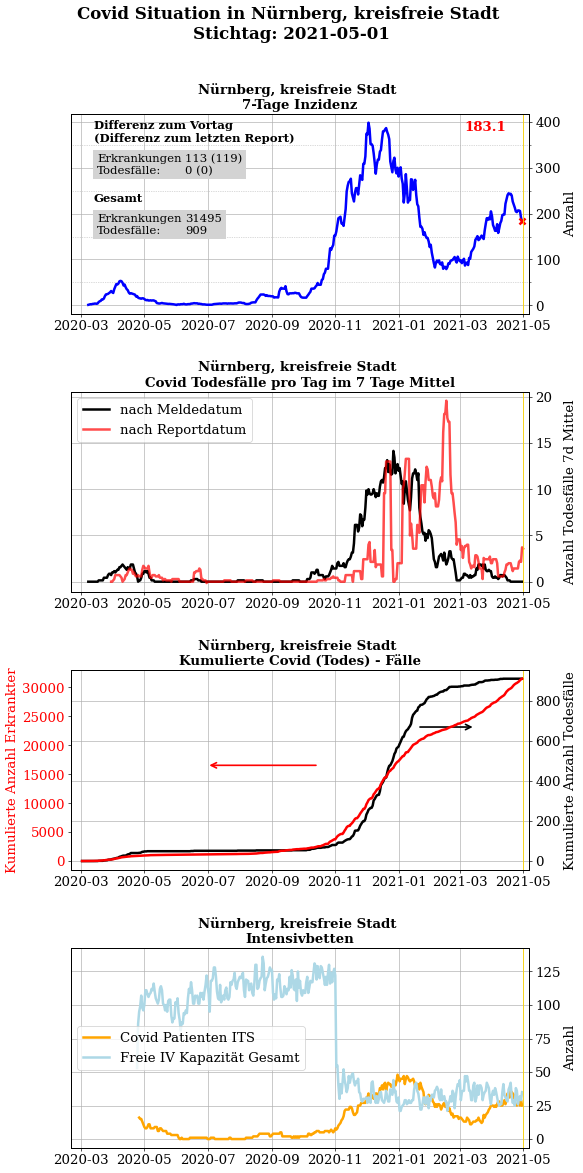 Covid Situation in Nürnberg, kreisfreie Stadt
Stichtag: 2021-05-01
Nürnberg, kreisfreie Stadt
7-Tage Inzidenz
Differenz zum Vortag
(Differenz zum letzten Report)
Erkrankungen 113 (119)
Todesfälle: 0 (0)
Gesamt
Erkrankungen 31495
Todesfälle: 909
183.1
400
300
200
100
0
Anzahl
2020-03 2020-05 2020-07 2020-09 2020-11 2021-01 2021-03 2021-05
Nürnberg, kreisfreie Stadt
Covid Todesfälle pro Tag im 7 Tage Mittel
nach Meldedatum
nach Reportdatum
20
15
10
5
0
Anzahl Todesfälle 7d Mittel
2020-03 2020-05 2020-07 2020-09 2020-11 2021-01 2021-03 2021-05
Nürnberg, kreisfreie Stadt
Kumulierte Covid (Todes) - Fälle
Kumulierte Anzahl Erkrankter
30000
25000
20000
15000
10000
5000
0
800
600
400
200
0
Kumulierte Anzahl Todesfälle
2020-03 2020-05 2020-07 2020-09 2020-11 2021-01 2021-03 2021-05
Nürnberg, kreisfreie Stadt
Intensivbetten
Covid Patienten ITS
Freie IV Kapazität Gesamt
125
100
75
50
25
0
Anzahl
2020-03 2020-05 2020-07 2020-09 2020-11 2021-01 2021-03 2021-05